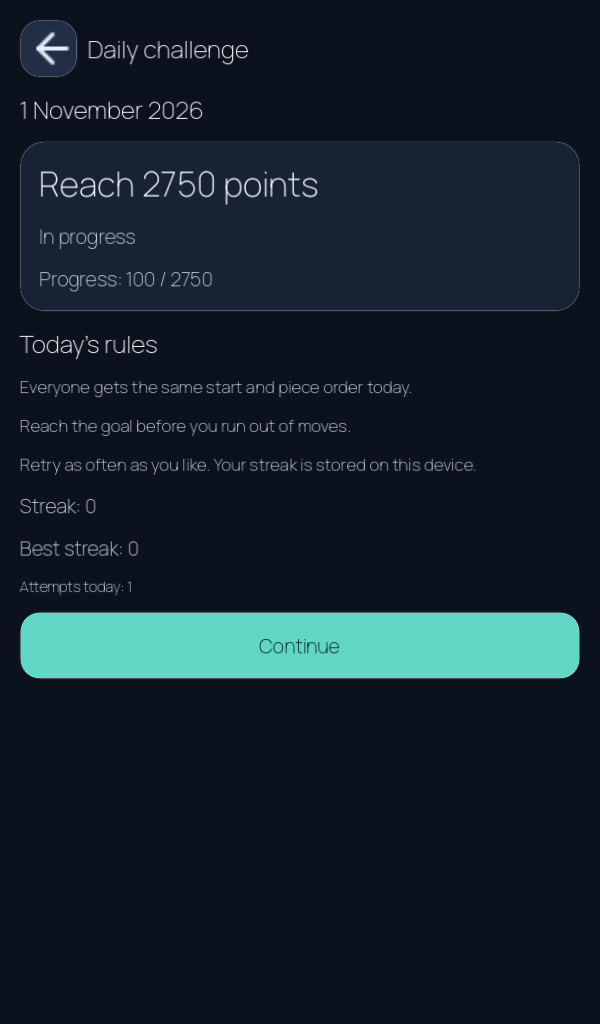 Daily challenge
1 November 2026
Reach 2750 points
In progress
Progress: 100 / 2750
Today's rules
Everyone gets the same start and piece order today.
Reach the goal before you run out of moves.
Retry as often as you like. Your streak is stored on this device.
Streak: 0
Best streak: 0
Attempts today: 1
Continue